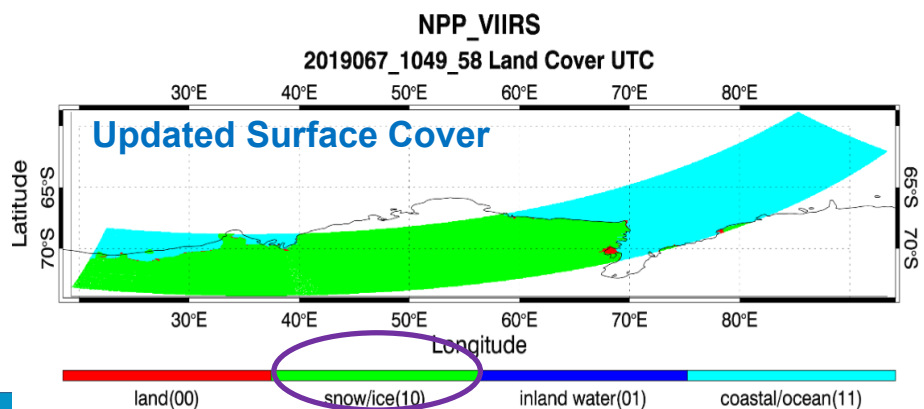 NPP_VIIRS
2019067_1049_58 Land Cover UTC
30°E 40°E 50°E 60°E 70°E 80°E
Updated Surface Cover
Latitude
65°S 65°S
70°S 70°S
30°E 40°E 50°E 60°E 70°E 80°E
Longitude
land(00) snow/ice(10) inland water(01) coastal/ocean(11)